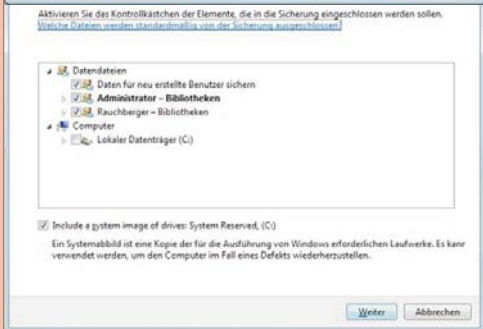 Aktivieren Sie das Kontrollkästchen der Elemente, die in die Sicherung eingeschlossen werden sollen.
Welche Dateien werden standardmäßig von der Sicherung ausgeschlossen?
Datendateien
Daten für neu erstellte Benutzer sichern
Administrator – Bibliotheken
Rauchberger – Bibliotheken
Computer
Lokaler Datenträger (C:)
Include a system image of drives: System Reserved, (C:)
Ein Systemabbild ist eine Kopie der für die Ausführung von Windows erforderlichen Laufwerke. Es kann
verwendet werden, um den Computer im Fall eines Defekts wiederherzustellen.
Weiter Abbrechen